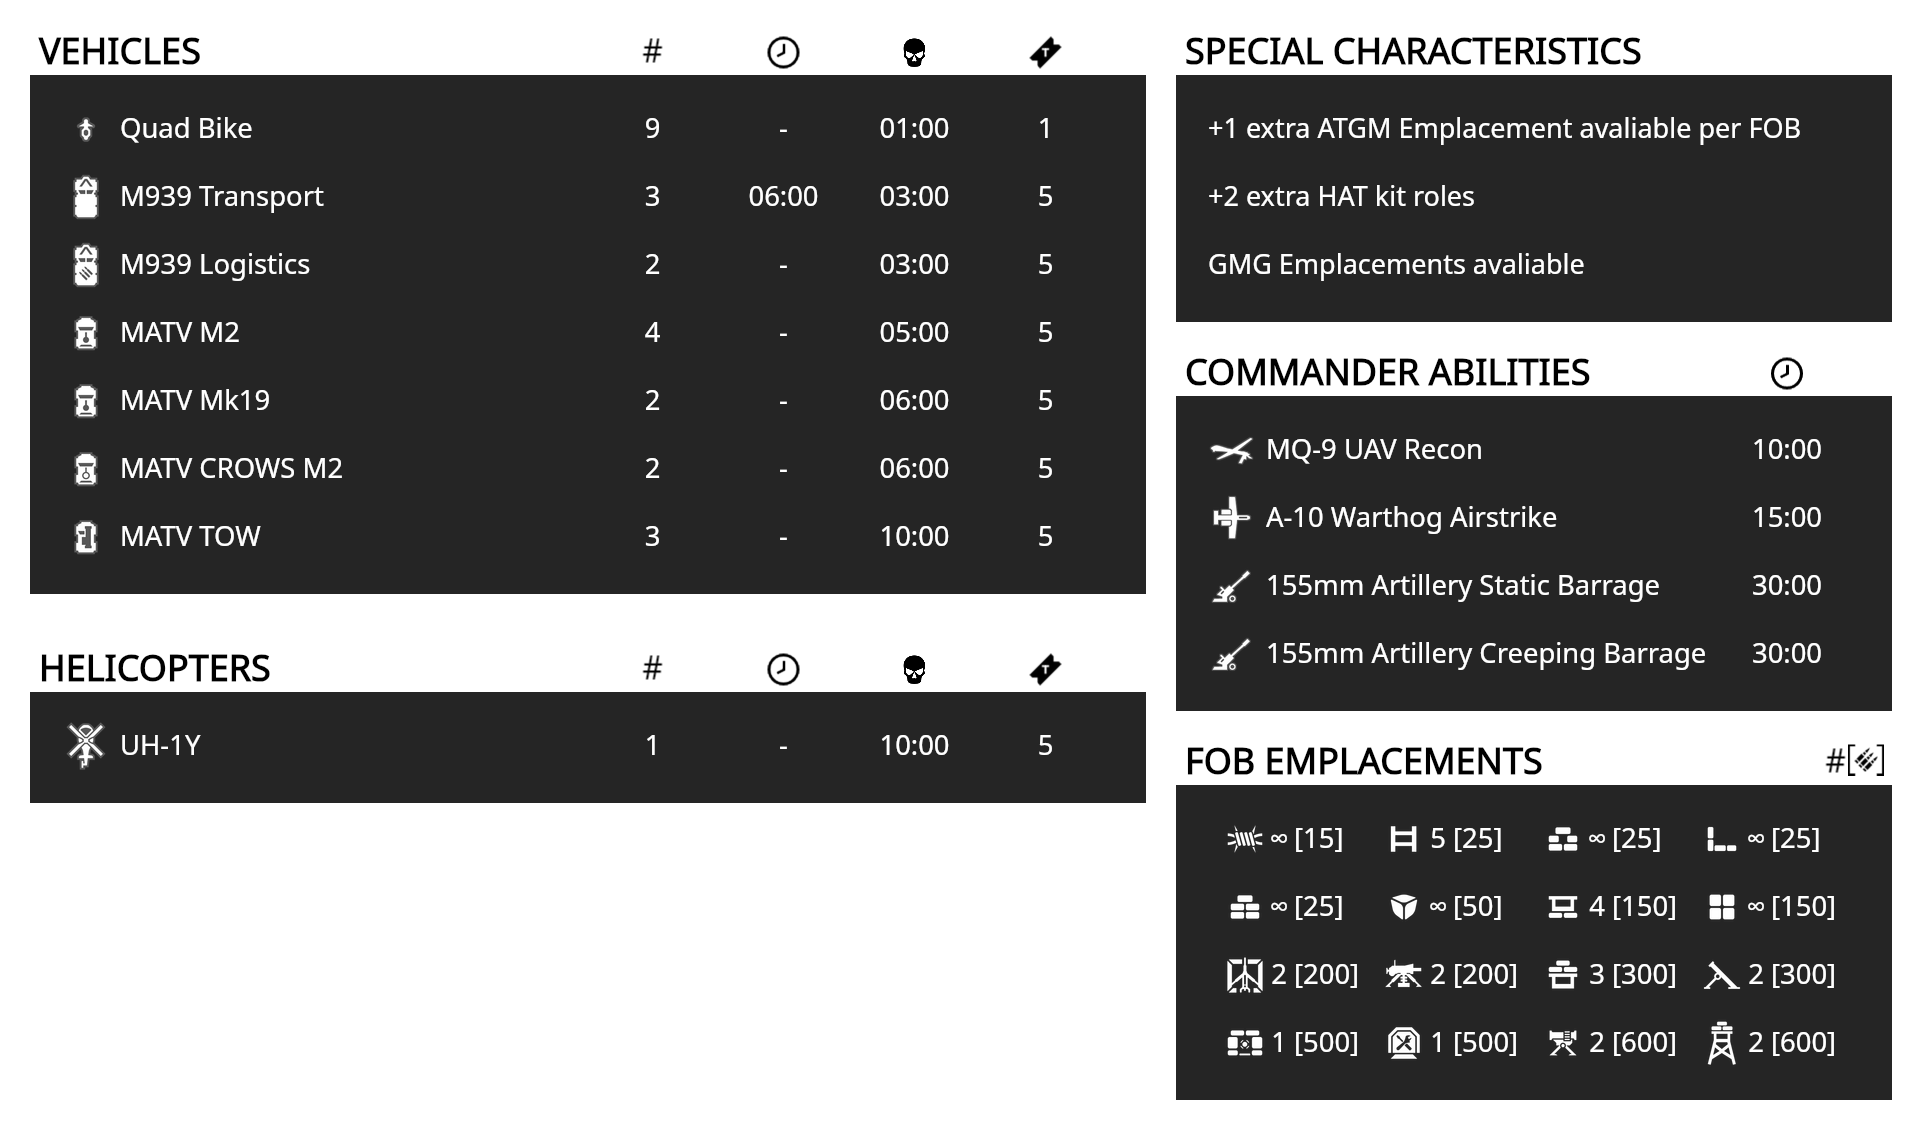 VEHICLES #
Quad Bike 9 - 01:00 1
M939 Transport 3 06:00 03:00 5
M939 Logistics 2 - 03:00 5
MATV M2 4 - 05:00 5
MATV Mk19 2 - 06:00 5
MATV CROWS M2 2 - 06:00 5
MATV TOW 3 - 10:00 5
HELICOPTERS #
UH-1Y 1 - 10:00 5
SPECIAL CHARACTERISTICS
+1 extra ATGM Emplacement avaliable per FOB
+2 extra HAT kit roles
GMG Emplacements avaliable
COMMANDER ABILITIES
MQ-9 UAV Recon 10:00
A-10 Warthog Airstrike 15:00
155mm Artillery Static Barrage 30:00
155mm Artillery Creeping Barrage 30:00
FOB EMPLACEMENTS #[]
∞ [15] 5 [25] ∞ [25] ∞ [25]
∞ [25] ∞ [50] 4 [150] ∞ [150]
2 [200] 2 [200] 3 [300] 2 [300]
1 [500] 1 [500] 2 [600] 2 [600]